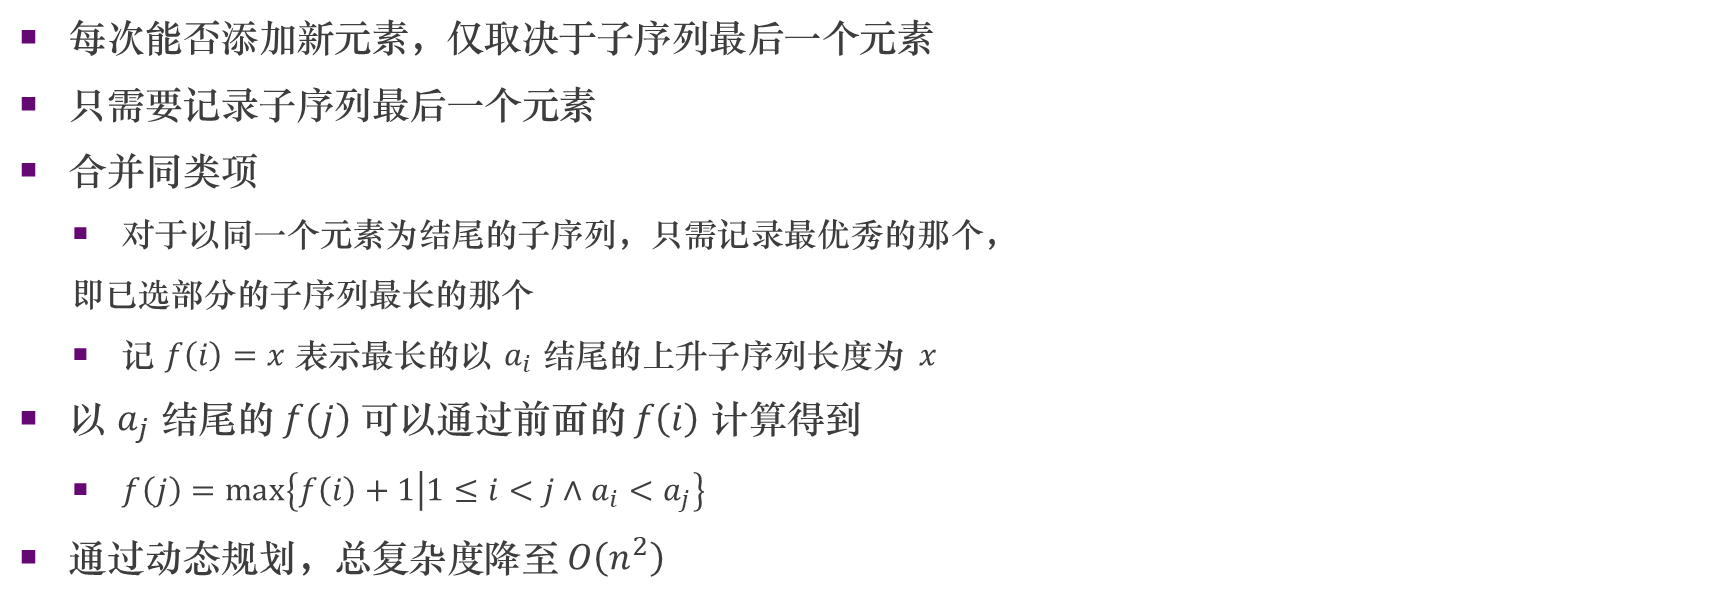 ▪ 每次能否添加新元素，仅取决于子序列最后一个元素
▪ 只需要记录子序列最后一个元素
▪ 合并同类项
▪ 对于以同一个元素为结尾的子序列，只需记录最优秀的那个，
即已选部分的子序列最长的那个
▪ 记 f(i) = x 表示最长的以 aᵢ 结尾的上升子序列长度为 x
▪ 以 aⱼ 结尾的 f(j) 可以通过前面的 f(i) 计算得到
▪ f(j) = max{f(i) + 1|1 ≤ i < j ∧ aᵢ < aⱼ}
▪ 通过动态规划，总复杂度降至 O(n²)